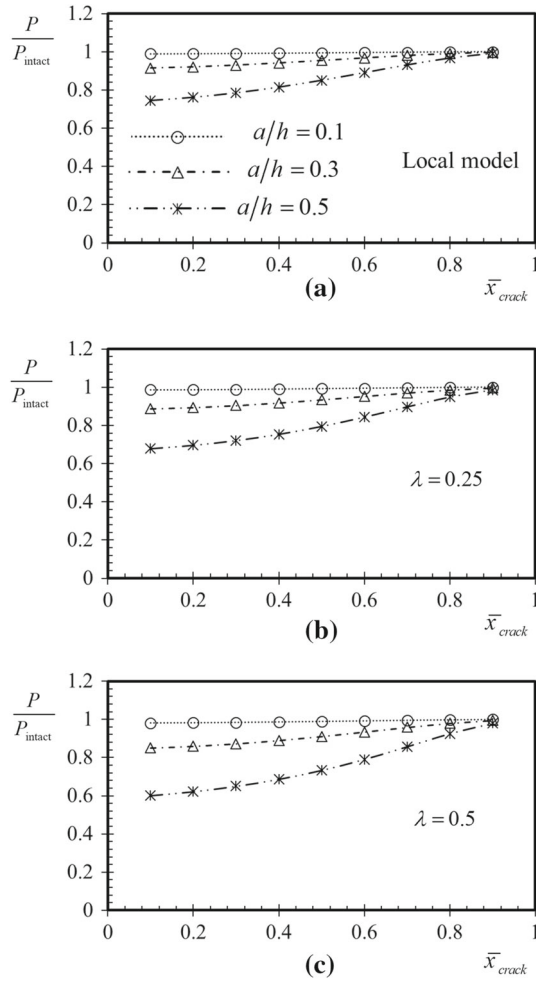 P
P_intact
1.2
1
0.8
0.6
0.4
0.2
0
a/h = 0.1
a/h = 0.3
a/h = 0.5
Local model
0 0.2 0.4 0.6 0.8 1
(a)
x̄_crack
P
P_intact
1.2
1
0.8
0.6
0.4
0.2
0
λ = 0.25
0 0.2 0.4 0.6 0.8 1
(b)
x̄_crack
P
P_intact
1.2
1
0.8
0.6
0.4
0.2
0
λ = 0.5
0 0.2 0.4 0.6 0.8 1
(c)
x̄_crack